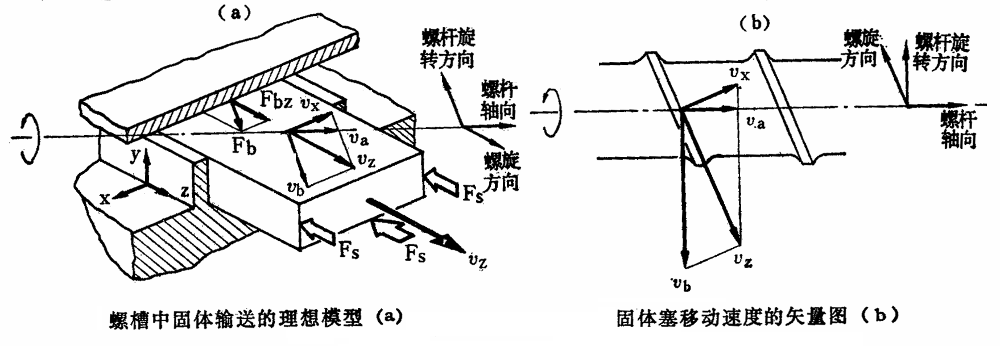 (a)
螺杆旋
转方向
螺杆
轴向
螺旋
方向
Fbz
Fb
vx
va
vz
vb
y
x
z
Fs
Fs
Fs
vz
螺槽中固体输送的理想模型 (a)
(b)
螺旋
方向
螺杆旋
转方向
螺杆
轴向
vx
va
vz
vb
固体塞移动速度的矢量图 (b)